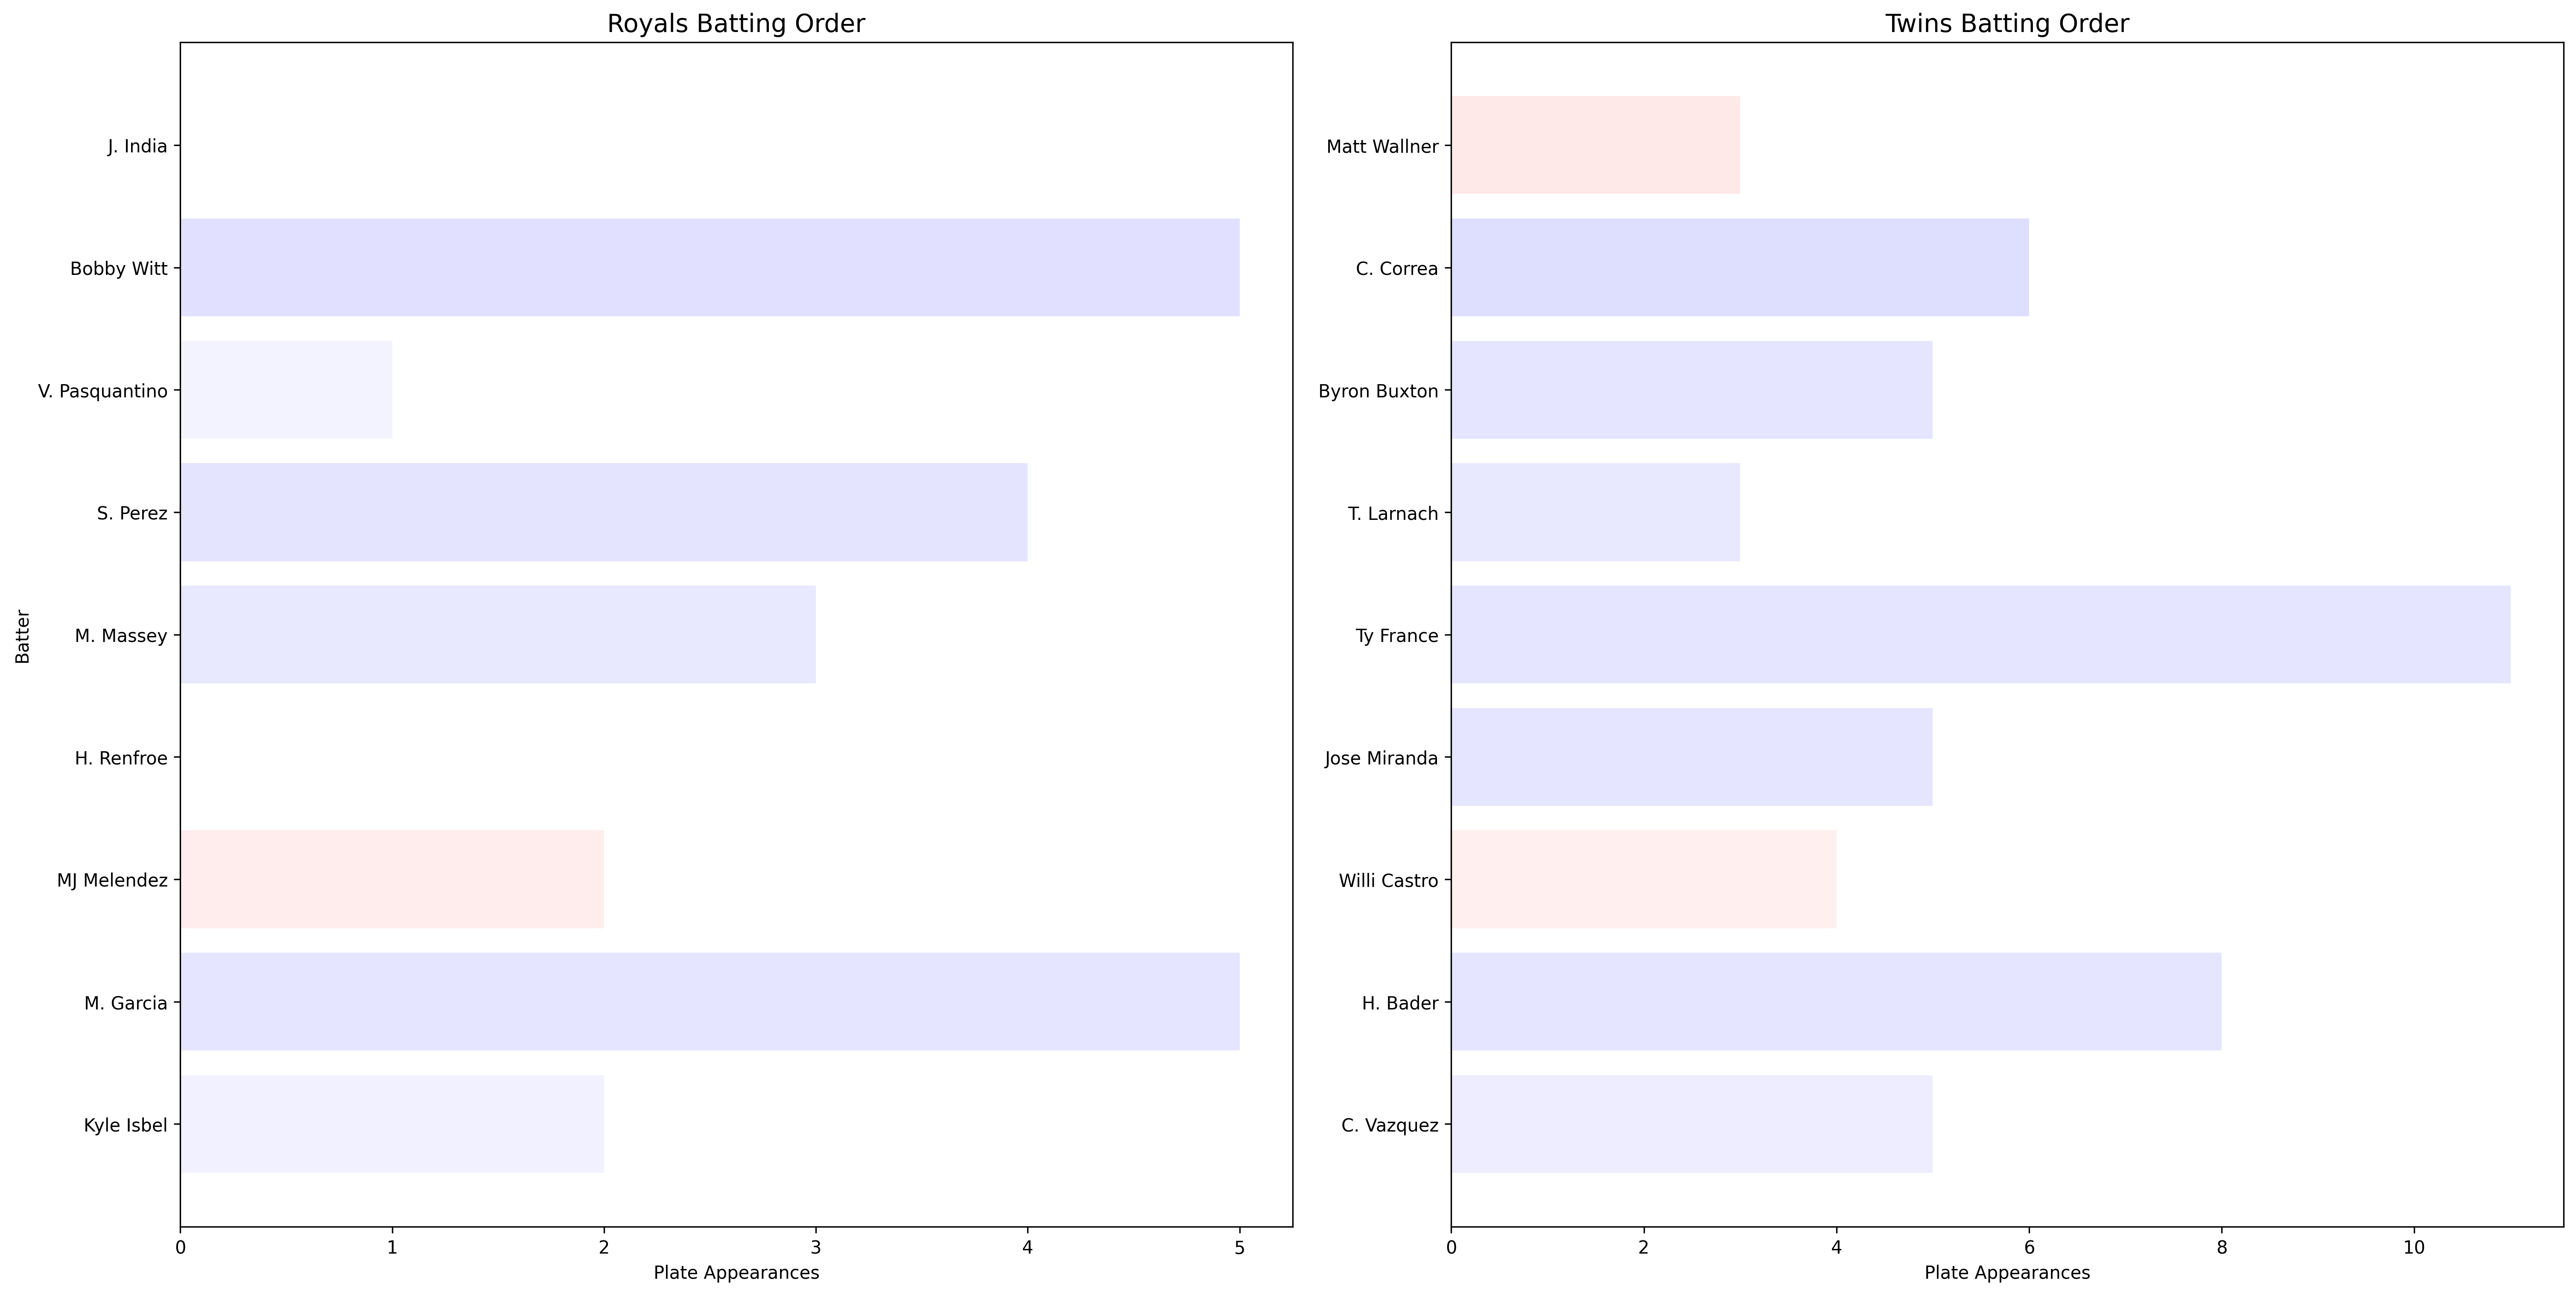 Royals Batting Order
Batter
J. India
Bobby Witt
V. Pasquantino
S. Perez
M. Massey
H. Renfroe
MJ Melendez
M. Garcia
Kyle Isbel
0 1 2 3 4 5
Plate Appearances
Twins Batting Order
Matt Wallner
C. Correa
Byron Buxton
T. Larnach
Ty France
Jose Miranda
Willi Castro
H. Bader
C. Vazquez
0 2 4 6 8 10
Plate Appearances